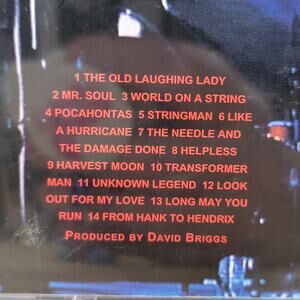 1 THE OLD LAUGHING LADY
2 MR. SOUL 3 WORLD ON A STRING
4 POCAHONTAS 5 STRINGMAN 6 LIKE
A HURRICANE 7 THE NEEDLE AND
THE DAMAGE DONE 8 HELPLESS
9 HARVEST MOON 10 TRANSFORMER
MAN 11 UNKNOWN LEGEND 12 LOOK
OUT FOR MY LOVE 13 LONG MAY YOU
RUN 14 FROM HANK TO HENDRIX
PRODUCED BY DAVID BRIGGS